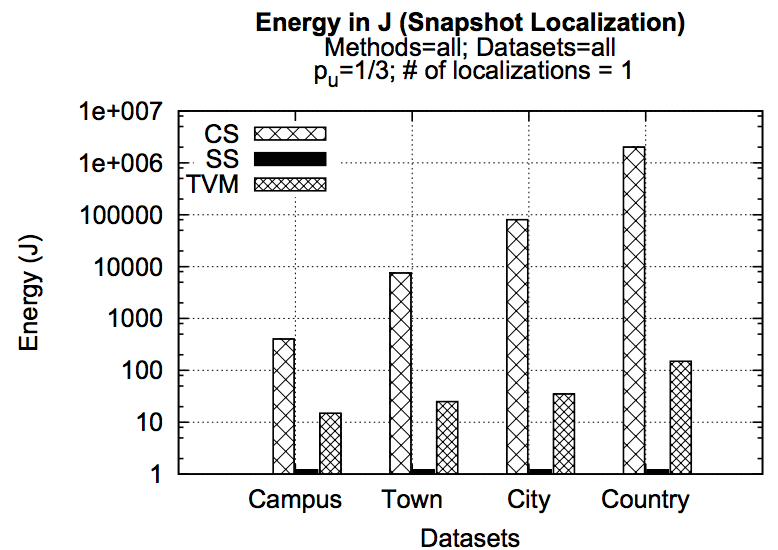 Energy in J (Snapshot Localization)
Methods=all; Datasets=all
pu=1/3; # of localizations = 1
1e+007
1e+006
100000
10000
1000
100
10
1
CS
SS
TVM
Energy (J)
Campus Town City Country
Datasets